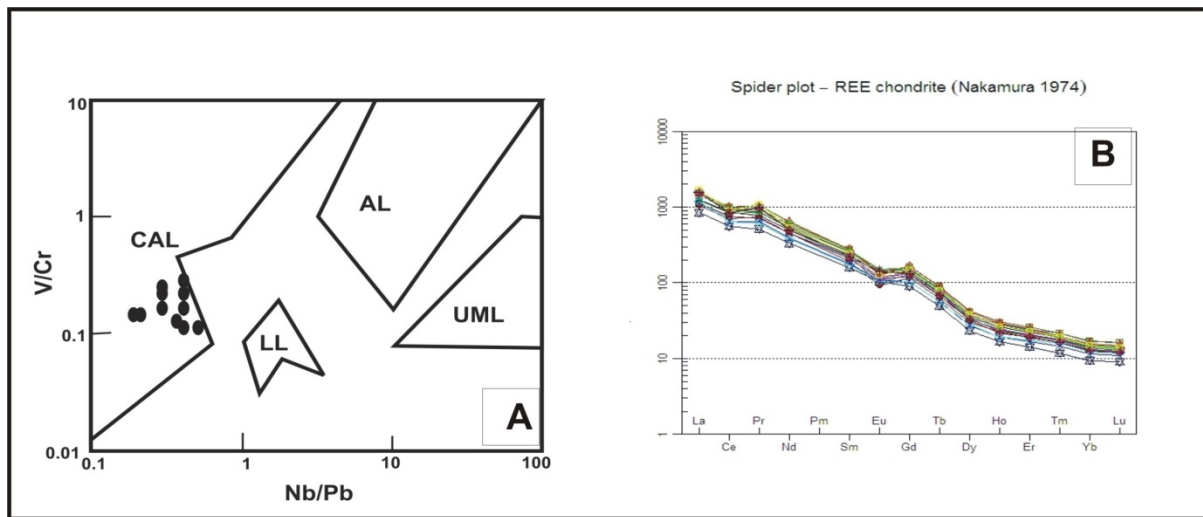 10
1
0.1
0.01
V/Cr
CAL
AL
UML
LL
A
0.1
1
10
100
Nb/Pb
Spider plot – REE chondrite (Nakamura 1974)
B
10000
1000
100
10
1
La Pr Pm Eu Tb Ho Tm Lu
Ce Nd Sm Gd Dy Er Yb